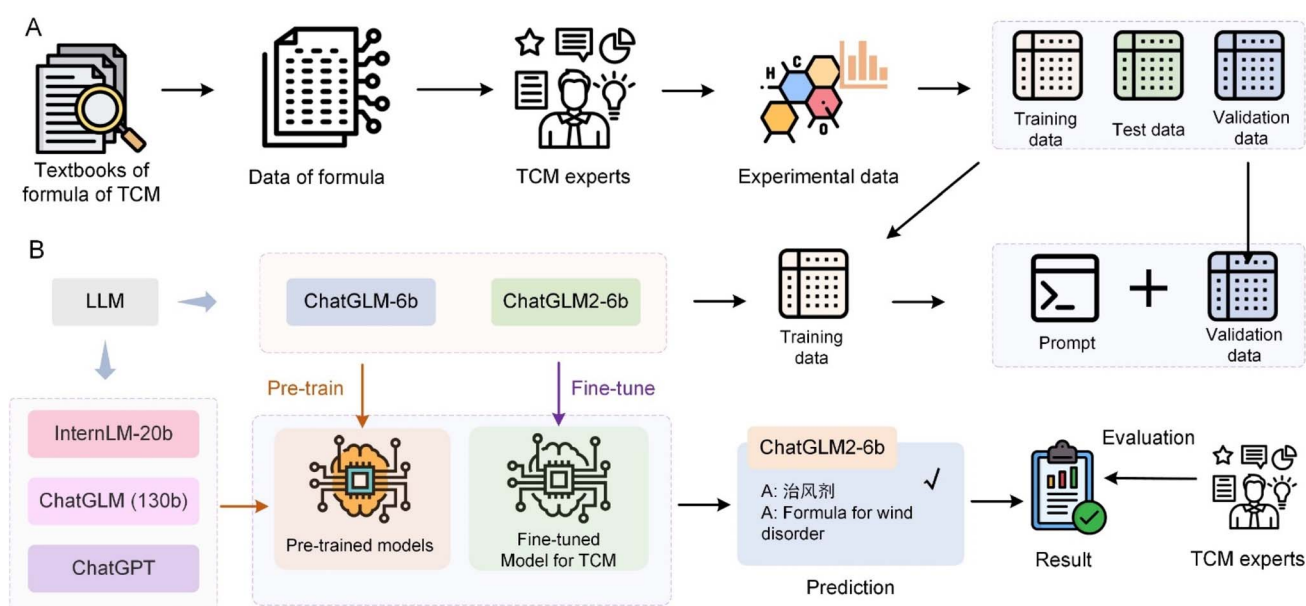 A
Textbooks of
formula of TCM
Data of formula
TCM experts
H
C
O
Experimental data
Training
data
Test data
Validation
data
B
LLM
ChatGLM-6b
ChatGLM2-6b
Training
data
Prompt
Validation
data
Pre-train
Fine-tune
InternLM-20b
ChatGLM (130b)
ChatGPT
Pre-trained models
Fine-tuned
Model for TCM
ChatGLM2-6b
A: 治风剂
A: Formula for wind
disorder
Prediction
Result
Evaluation
TCM experts